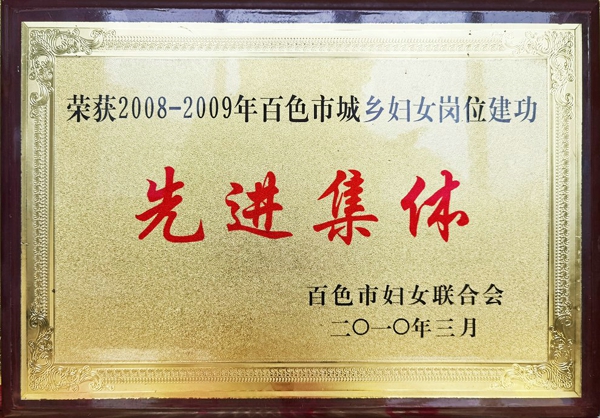 荣获2008-2009年百色市城乡妇女岗位建功
先进集体
百色市妇女联合会
二〇一〇年三月